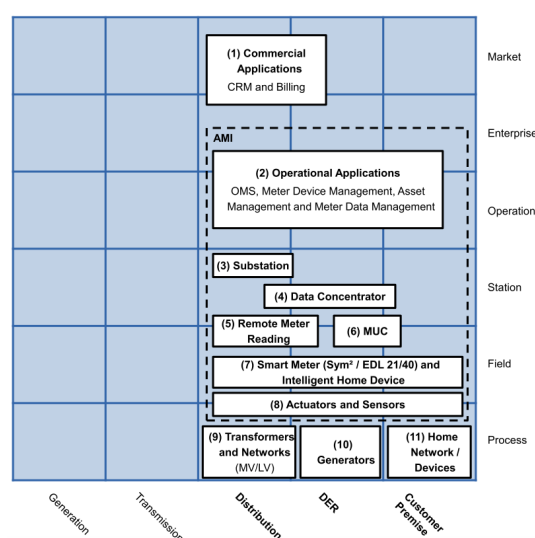 (1) Commercial
Applications
CRM and Billing
Market
Enterprise
AMI
(2) Operational Applications
OMS, Meter Device Management, Asset
Management and Meter Data Management
Operation
(3) Substation
Station
(4) Data Concentrator
(5) Remote Meter
Reading
(6) MUC
(7) Smart Meter (Sym² / EDL 21/40) and
Intelligent Home Device
Field
(8) Actuators and Sensors
(9) Transformers
and Networks
(MV/LV)
(10)
Generators
(11) Home
Network /
Devices
Process
Generation
Transmission
Distribution
DER
Customer
Premise